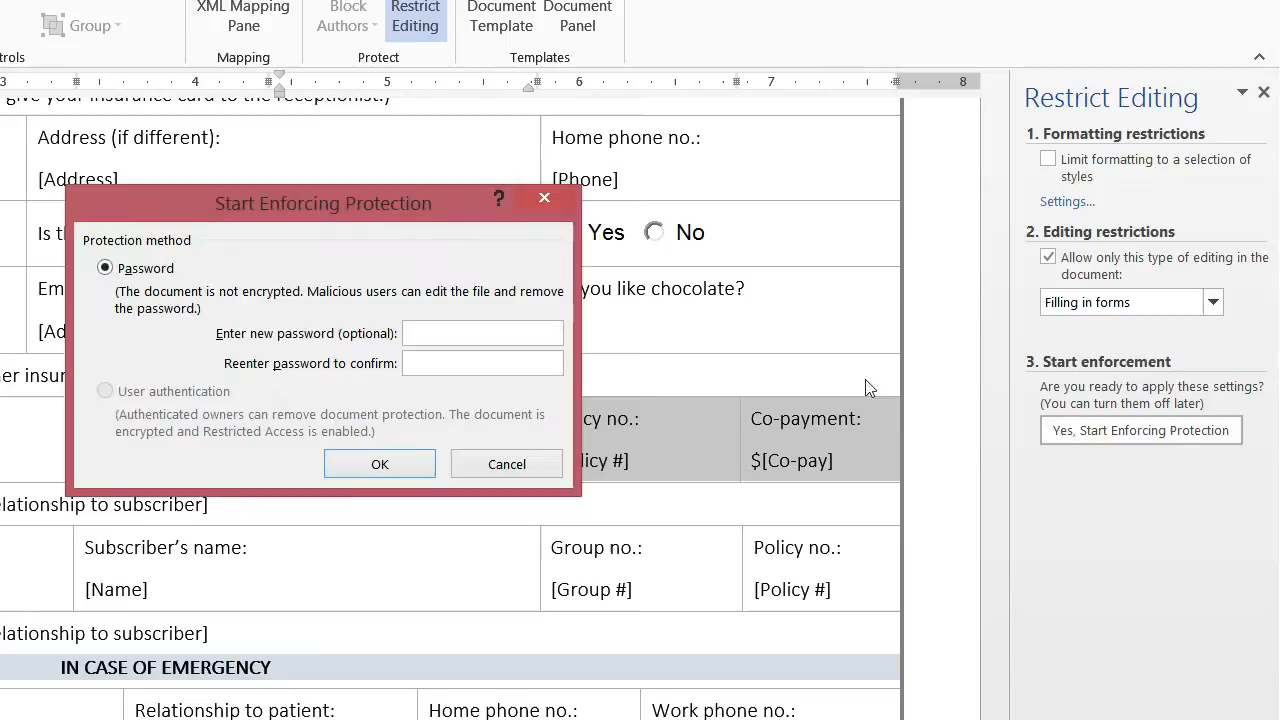 XML Mapping
Pane
Block
Authors
Restrict
Editing
Document
Template
Document
Panel
Group
Mapping
Protect
Templates
3 4 5 6 7 8
give your insurance card to the receptionist.)
Address (if different):
Home phone no.:
[Address]
[Phone]
Yes No
you like chocolate?
Start Enforcing Protection
?
Protection method
Password
(The document is not encrypted. Malicious users can edit the file and remove
the password.)
Enter new password (optional):
Reenter password to confirm:
User authentication
(Authenticated owners can remove document protection. The document is
encrypted and Restricted Access is enabled.)
OK
Cancel
Co-payment:
$[Co-pay]
Subscriber's name:
Group no.:
Policy no.:
[Name]
[Group #]
[Policy #]
relationship to subscriber]
IN CASE OF EMERGENCY
Relationship to patient:
Home phone no.:
Work phone no.:
Restrict Editing
1. Formatting restrictions
Limit formatting to a selection of
styles
Settings...
2. Editing restrictions
Allow only this type of editing in the
document:
Filling in forms
3. Start enforcement
Are you ready to apply these settings?
(You can turn them off later)
Yes, Start Enforcing Protection